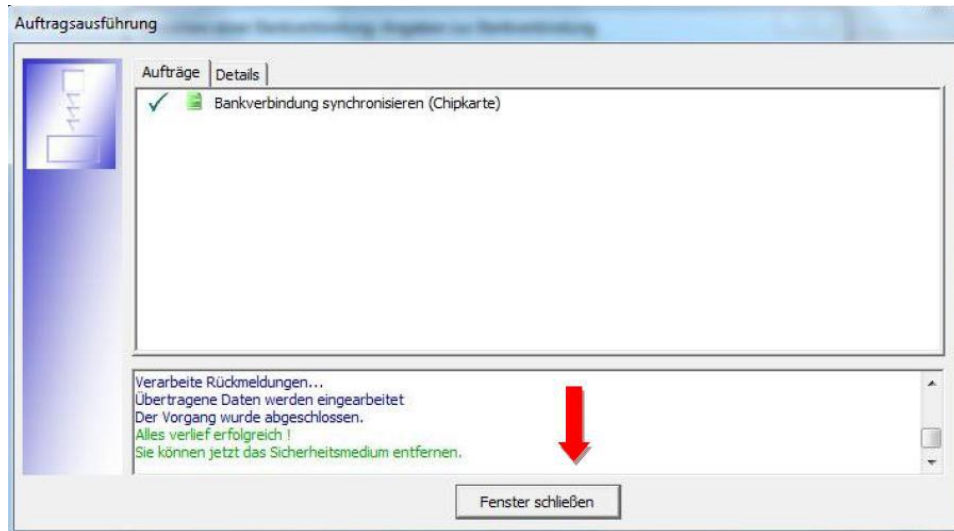 Auftragsausführung
Aufträge Details
Bankverbindung synchronisieren (Chipkarte)
Verarbeite Rückmeldungen...
Übertragene Daten werden eingearbeitet
Der Vorgang wurde abgeschlossen.
Alles verlief erfolgreich !
Sie können jetzt das Sicherheitsmedium entfernen.
Fenster schließen